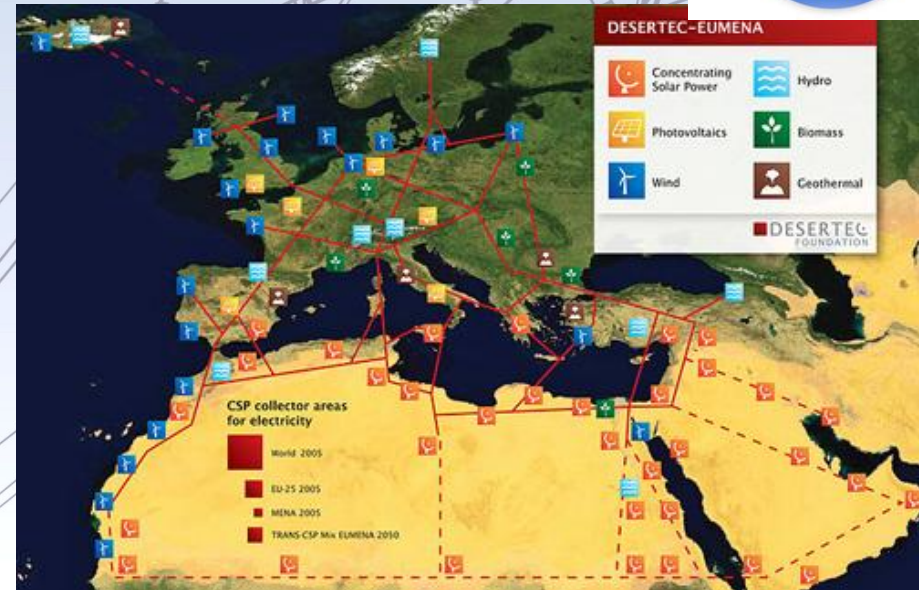 DESERTEC-EUMENA
Concentrating
Solar Power
Hydro
Photovoltaics
Biomass
Wind
Geothermal
DESERTEC
FOUNDATION
CSP collector areas
for electricity
World 2005
EU-25 2005
MENA 2005
TRANS-CSP Mix EUMENA 2050